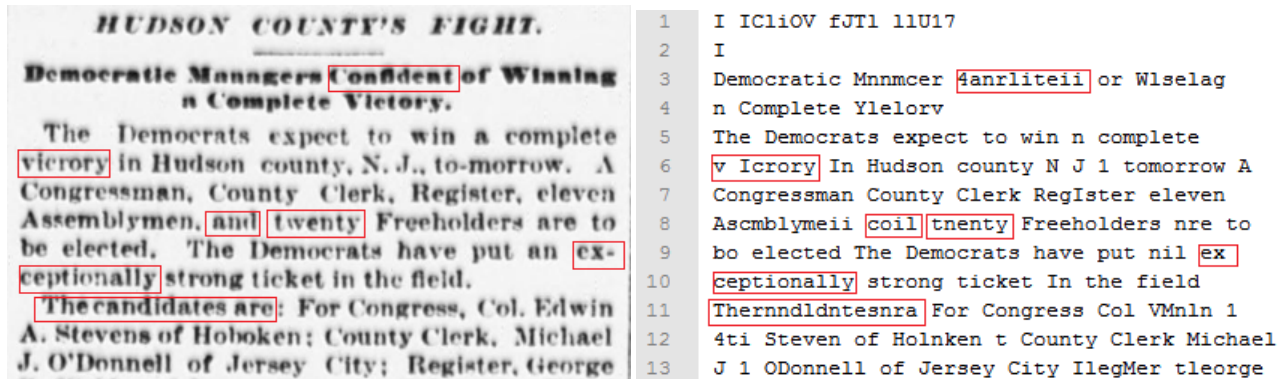 HUDSON COUNTY'S FIGHT.
Democratic Managers Confident of Winning
a Complete Victory.
The Democrats expect to win a complete
vicrory in Hudson county, N. J., to-morrow. A
Congressman, County Clerk, Register, eleven
Assemblymen, and twenty Freeholders are to
be elected. The Democrats have put an ex-
ceptionally strong ticket in the field.
The candidates are: For Congress, Col. Edwin
A. Stevens of Hoboken; County Clerk, Michael
J. O'Donnell of Jersey City; Register, George
1 I ICliOV fJTl llU17
2 I
3 Democratic Mnnmcer 4anrliteii or Wlselag
4 n Complete Ylelorv
5 The Democrats expect to win n complete
6 v Icrory In Hudson county N J 1 tomorrow A
7 Congressman County Clerk RegIster eleven
8 Ascmblymeii coil tnenty Freeholders nre to
9 bo elected The Democrats have put nil ex
10 ceptionally strong ticket In the field
11 Thernndldntesnra For Congress Col VMnln 1
12 4ti Steven of Holnken t County Clerk Michael
13 J 1 ODonnell of Jersey City IlegMer tleorge